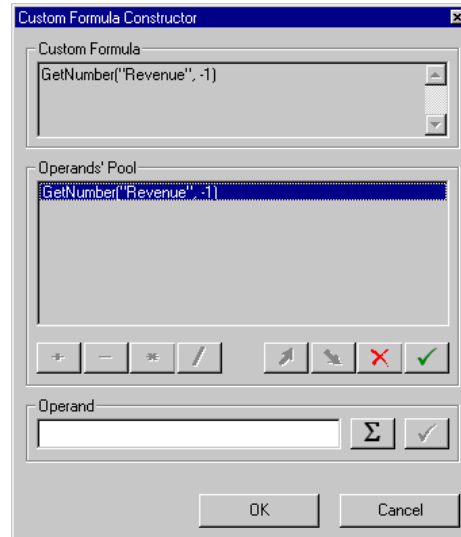 Custom Formula Constructor
Custom Formula
GetNumber("Revenue", -1)
Operands' Pool
GetNumber("Revenue", -1)
+ − * /
Operand
Σ
OK Cancel